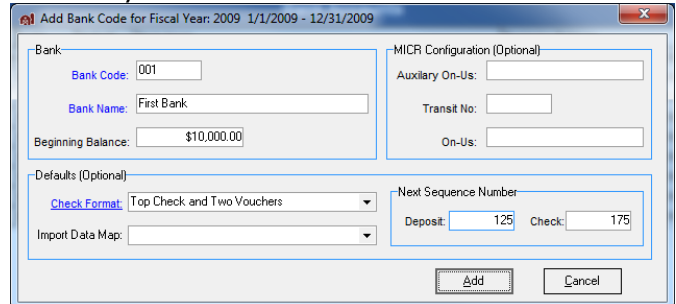 Add Bank Code for Fiscal Year: 2009 1/1/2009 - 12/31/2009
Bank
Bank Code: 001
Bank Name: First Bank
Beginning Balance: $10,000.00
MICR Configuration (Optional)
Auxilary On-Us:
Transit No:
On-Us:
Defaults (Optional)
Check Format: Top Check and Two Vouchers
Import Data Map:
Next Sequence Number
Deposit: 125 Check: 175
Add Cancel